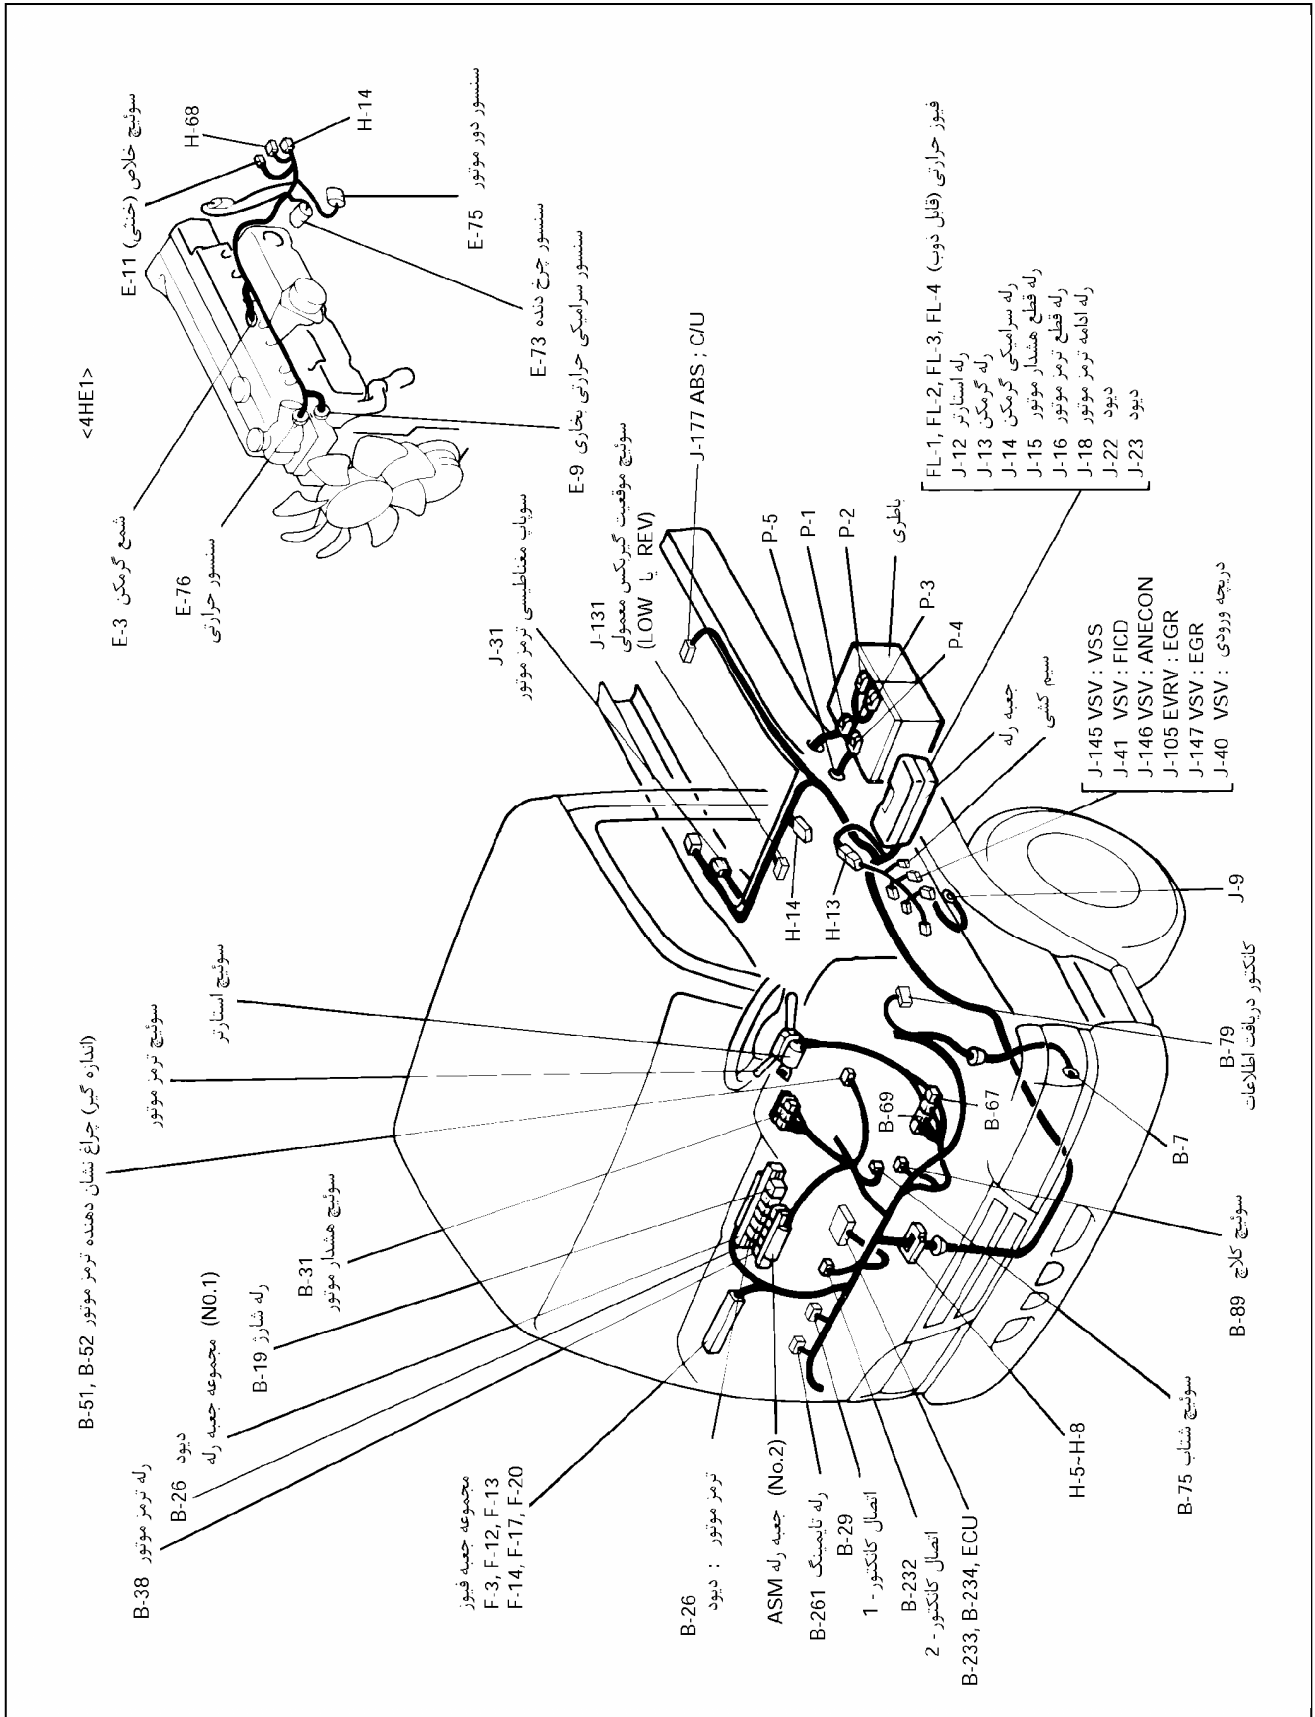 <4HE1>
E-11 سوئیچ خلاص (خنثی)
H-68
H-14
E-75 سنسور دور موتور
E-73 سنسور چرخ دنده
E-9 سنسور سرامیکی حرارتی بخاری
E-3 شمع گرمکن
E-76
سنسور حرارتی
J-31
سوپاپ مغناطیسی ترمز موتور
J-131
سوئیچ موقعیت گیربکس معمولی
(LOW یا REV)
J-177 ABS ; C/U
FL-1, FL-2, FL-3, FL-4 فیوز حرارتی (قابل ذوب)
J-12 رله استارتر
J-13 رله گرمکن
J-14 رله سرامیکی گرمکن
J-15 رله قطع هشدار موتور
J-16 رله قطع ترمز موتور
J-18 رله ادامه ترمز موتور
J-22 دیود
J-23 دیود
P-5
P-1
P-2
باطری
P-3
P-4
جعبه رله
سیم کشی
J-145 VSV : VSS
J-41 VSV : FICD
J-146 VSV : ANECON
J-105 EVRV : EGR
J-147 VSV : EGR
J-40 VSV : دریچه ورودی
H-14
H-13
J-9
B-51, B-52 چراغ نشان دهنده ترمز موتور (اندازه گیر)
سوئیچ ترمز موتور
سوئیچ استارتر
B-38 رله ترمز موتور
B-26 دیود
مجموعه جعبه رله (N0.1)
B-19 رله شارژ
B-31
سوئیچ هشدار موتور
B-69
B-67
B-79
کانکتور دریافت اطلاعات
B-7
B-89 سوئیچ کلاچ
B-75 سوئیچ شتاب
H-5~H-8
مجموعه جعبه فیوز
F-3, F-12, F-13
F-14, F-17, F-20
B-26
ترمز موتور : دیود
ASM جعبه رله (No.2)
B-261 رله تایمینگ
B-29
اتصال کانکتور - 1
B-232
اتصال کانکتور - 2
B-233, B-234, ECU